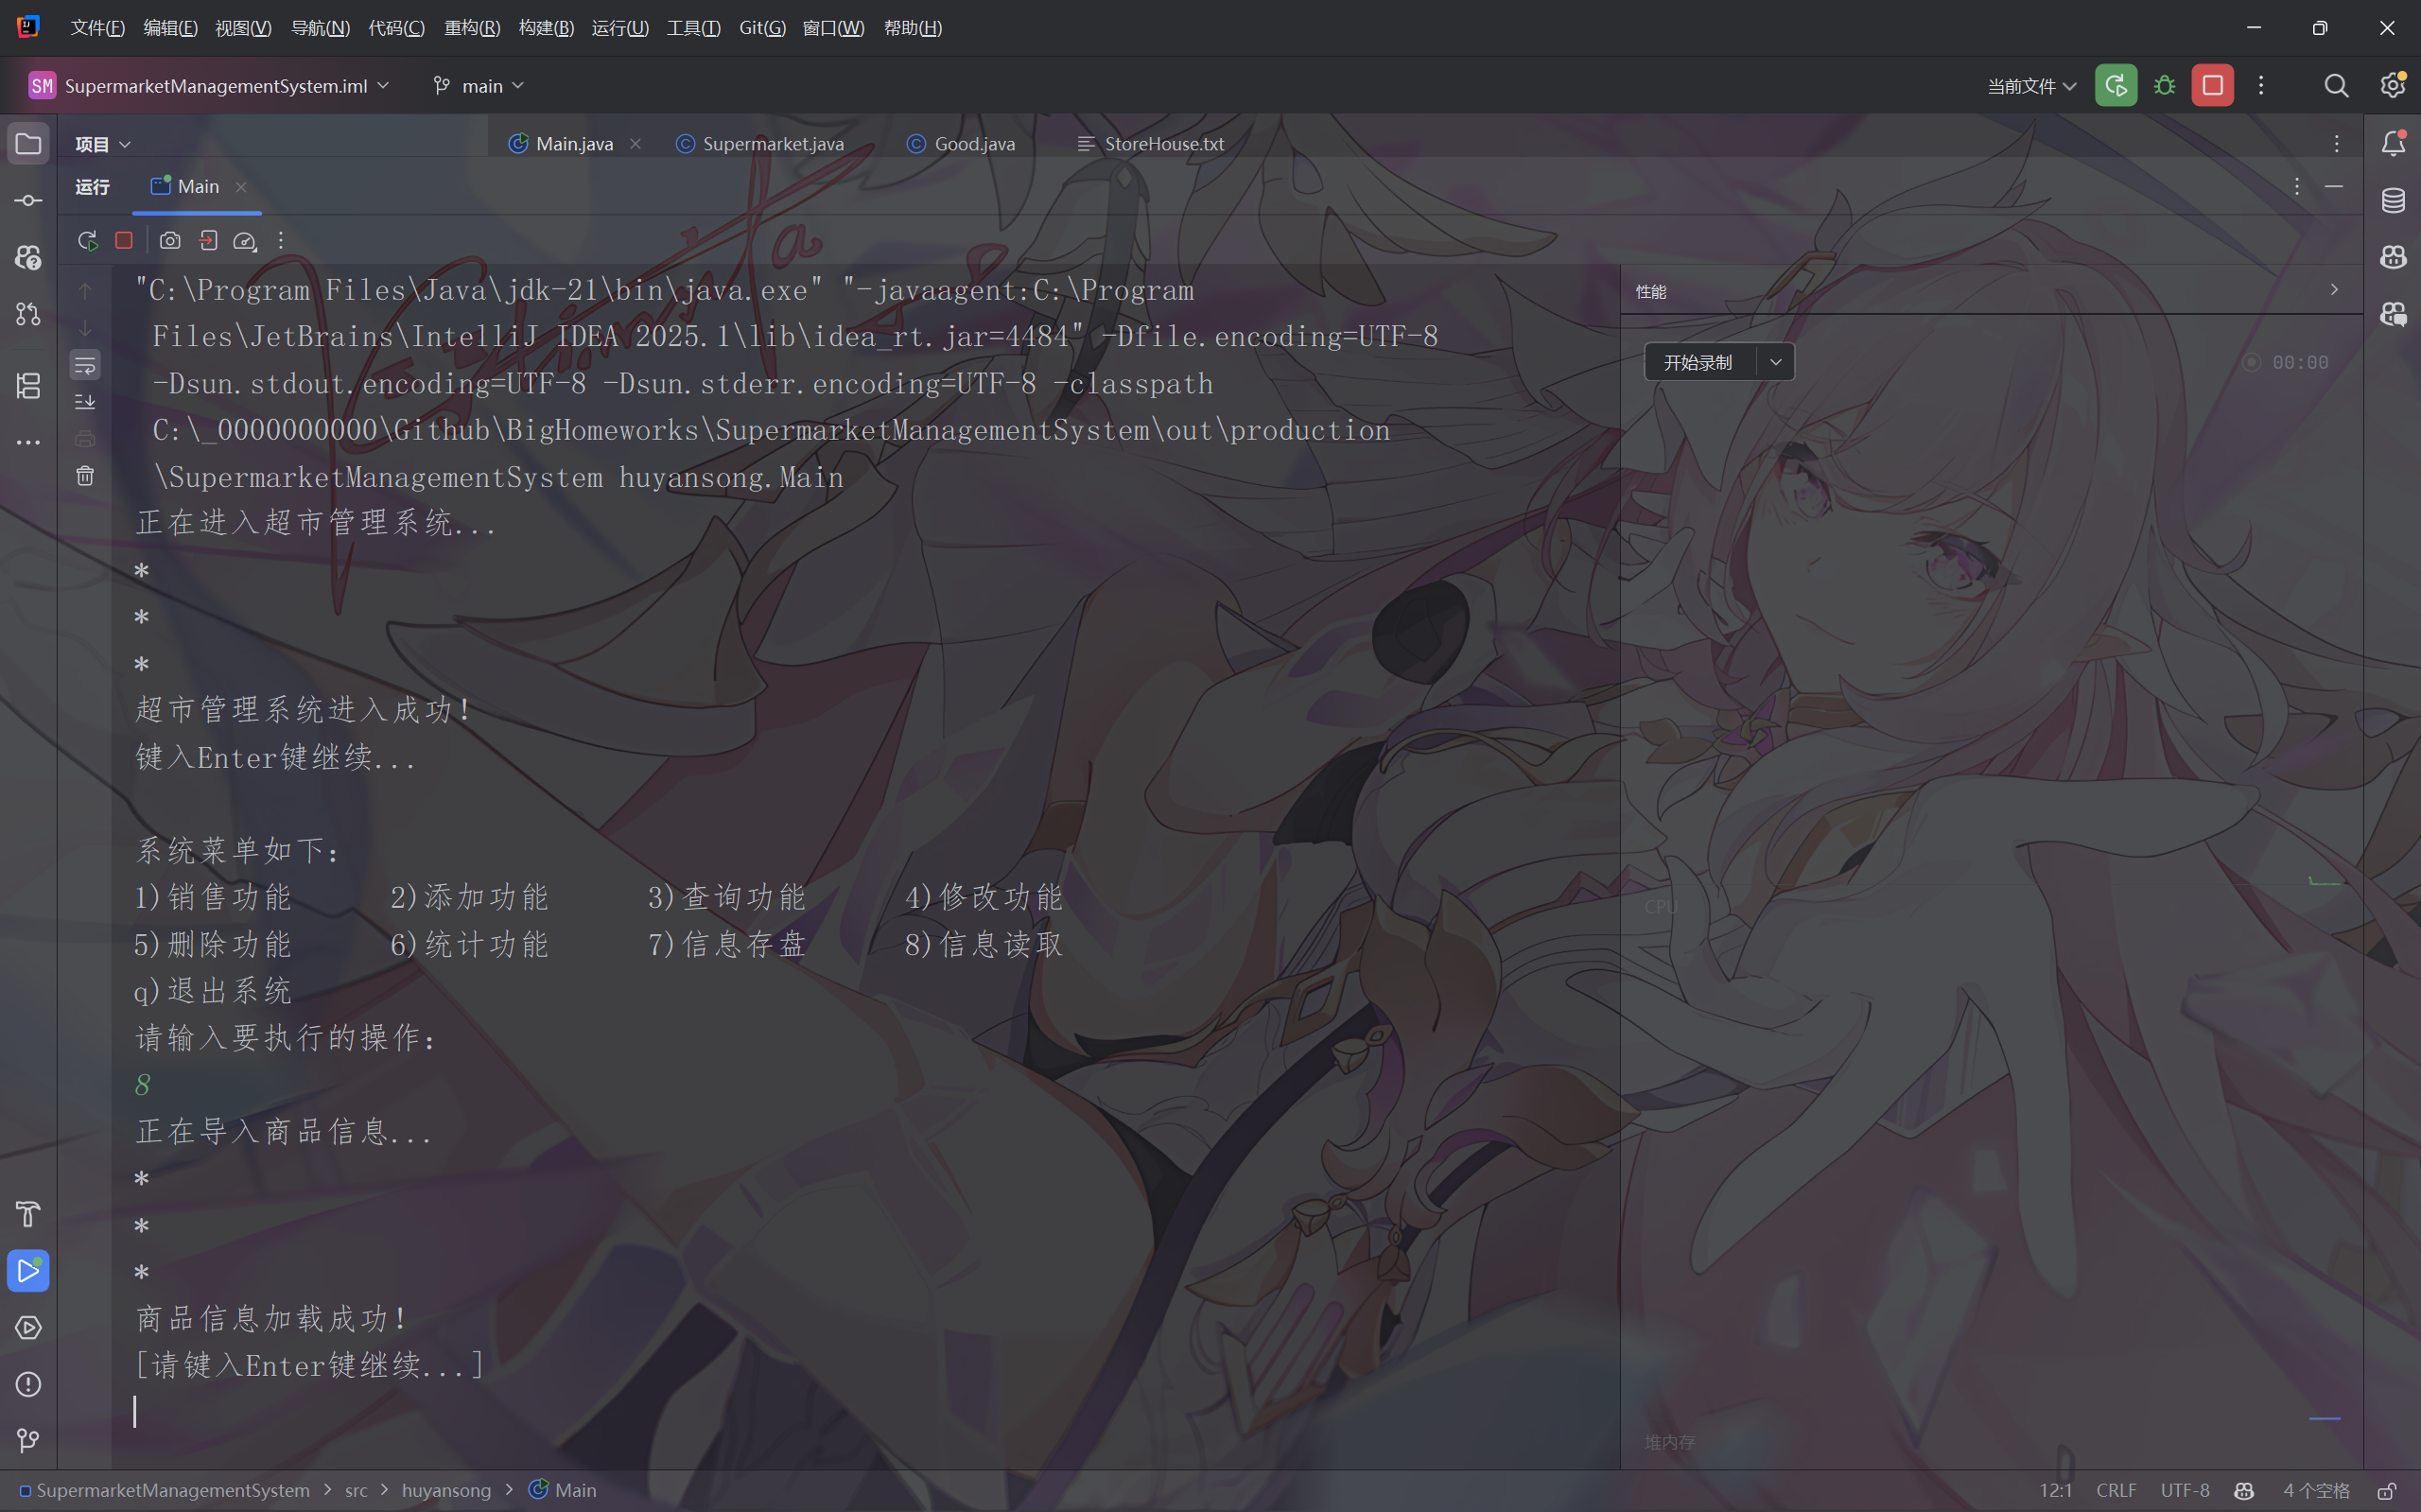 文件(F) 编辑(E) 视图(V) 导航(N) 代码(C) 重构(R) 构建(B) 运行(U) 工具(T) Git(G) 窗口(W) 帮助(H)
SM SupermarketManagementSystem.iml main 当前文件
项目 Main.java Supermarket.java Good.java StoreHouse.txt
运行 Main
"C:\Program Files\Java\jdk-21\bin\java.exe" "-javaagent:C:\Program
Files\JetBrains\IntelliJ IDEA 2025.1\lib\idea_rt.jar=4484" -Dfile.encoding=UTF-8
-Dsun.stdout.encoding=UTF-8 -Dsun.stderr.encoding=UTF-8 -classpath
C:\_0000000000\Github\BigHomeworks\SupermarketManagementSystem\out\production
\SupermarketManagementSystem huyansong.Main
正在进入超市管理系统...
*
*
*
超市管理系统进入成功!
键入Enter键继续...
系统菜单如下:
1)销售功能 2)添加功能 3)查询功能 4)修改功能
5)删除功能 6)统计功能 7)信息存盘 8)信息读取
q)退出系统
请输入要执行的操作:
8
正在导入商品信息...
*
*
*
商品信息加载成功!
[请键入Enter键继续...]
性能
开始录制 00:00
CPU
堆内存
SupermarketManagementSystem > src > huyansong > Main
12:1 CRLF UTF-8 4 个空格